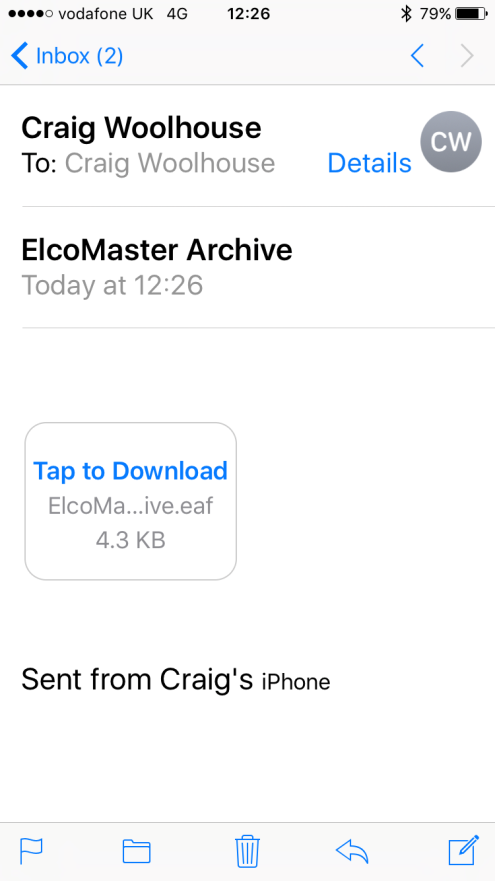 vodafone UK 4G 12:26 79%
Inbox (2)
Craig Woolhouse
CW
To: Craig Woolhouse Details
ElcoMaster Archive
Today at 12:26
Tap to Download
ElcoMa...ive.eaf
4.3 KB
Sent from Craig's iPhone